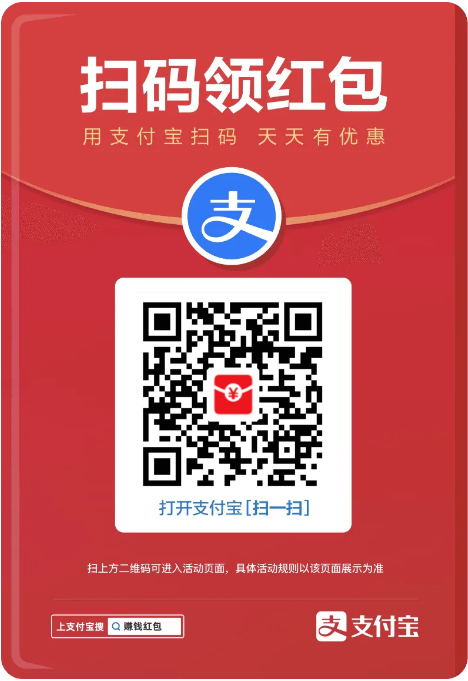 扫码领红包
用支付宝扫码 天天有优惠
支
¥
打开支付宝[扫一扫]
扫上方二维码可进入活动页面，具体活动规则以该页面展示为准
上支付宝搜 赚钱红包
支 支付宝